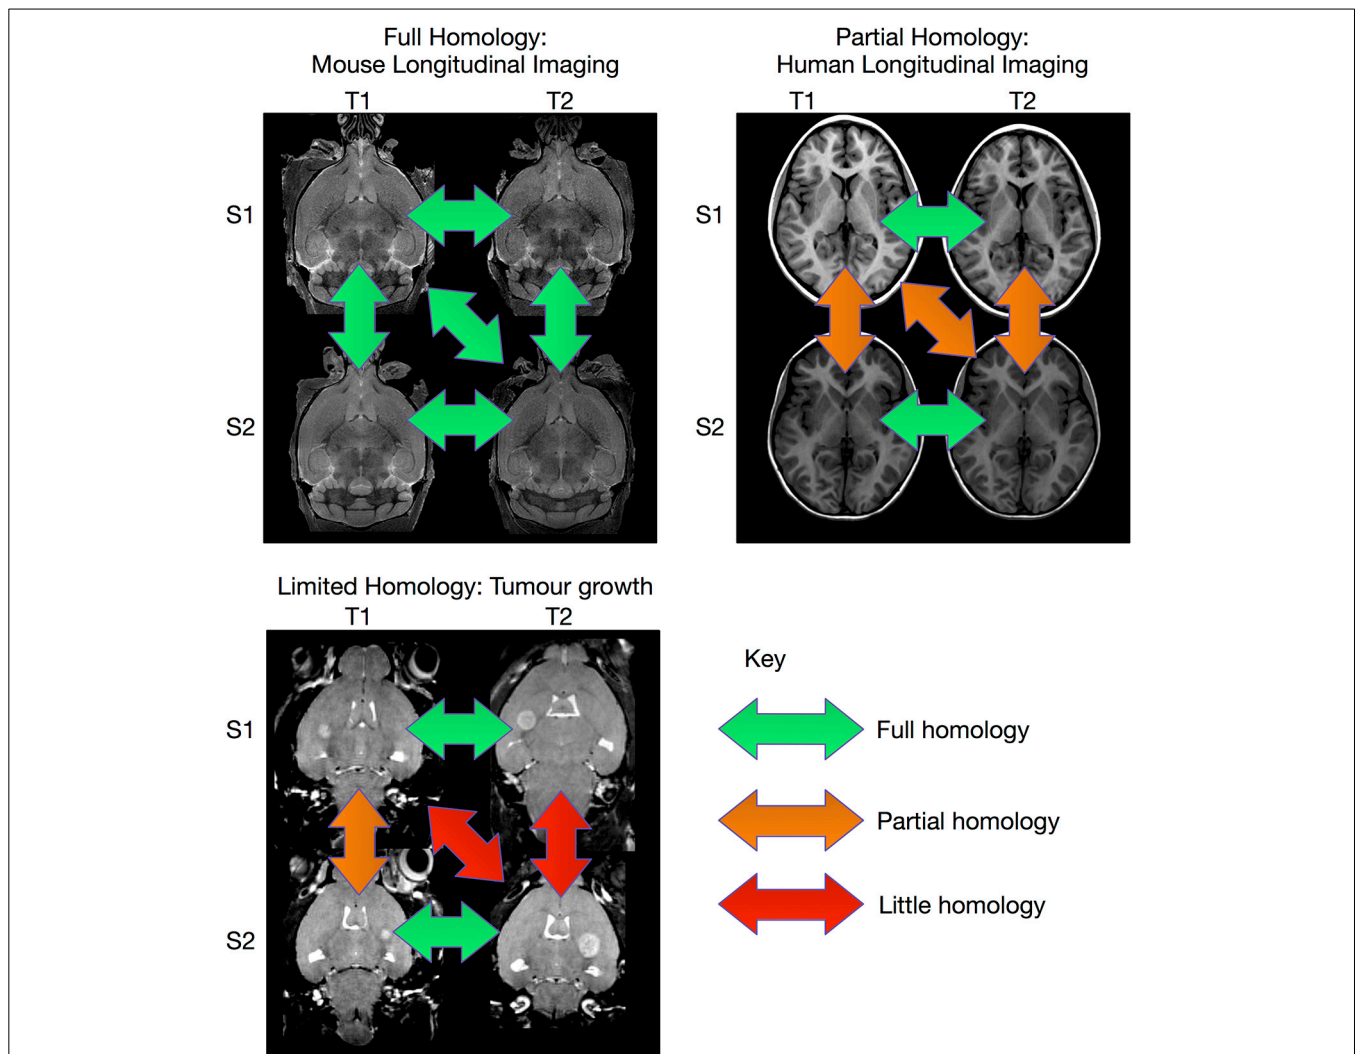 Full Homology:
Mouse Longitudinal Imaging
T1 T2
S1
S2
Partial Homology:
Human Longitudinal Imaging
T1 T2
S1
S2
Limited Homology: Tumour growth
T1 T2
S1
S2
Key
Full homology
Partial homology
Little homology